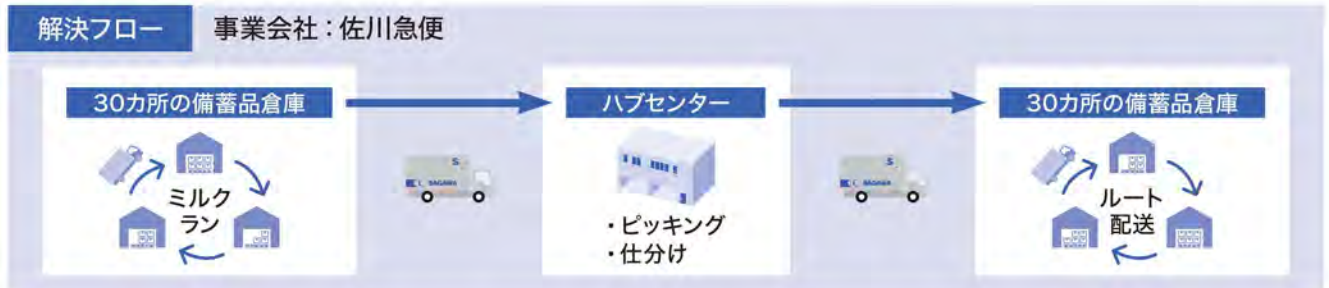 解決フロー
事業会社：佐川急便
30カ所の備蓄品倉庫
ミルク
ラン
S
SAGAWA
ハブセンター
・ピッキング
・仕分け
S
SAGAWA
30カ所の備蓄品倉庫
ルート
配送